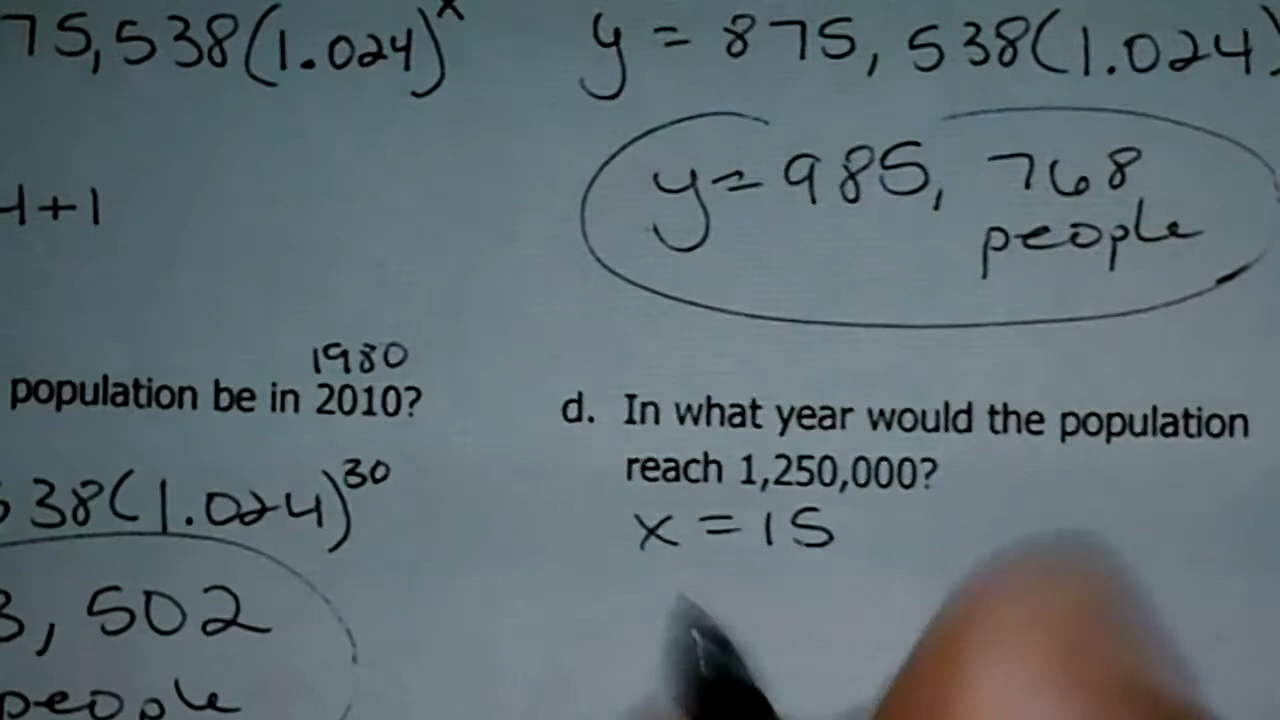 75,538(1.024)^x
4+1
1980
population be in 2010?
538(1.024)^30
3,502
people
y = 875,538(1.024)
y = 985,768
people
d. In what year would the population
reach 1,250,000?
x = 15